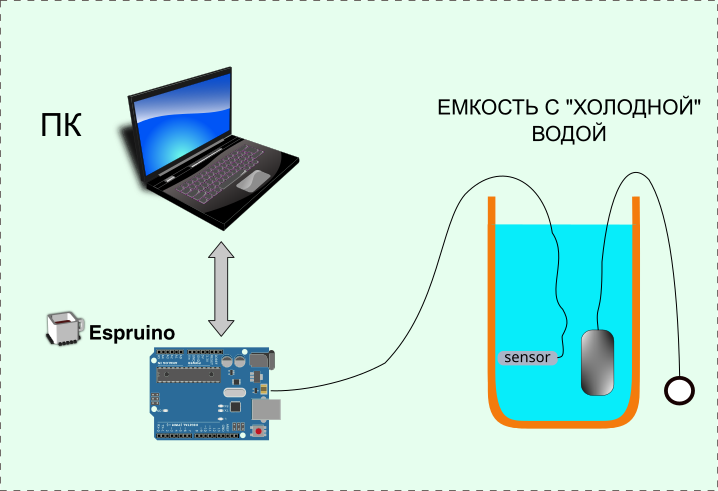 ПК
ЕМКОСТЬ С "ХОЛОДНОЙ"
ВОДОЙ
Espruino
sensor